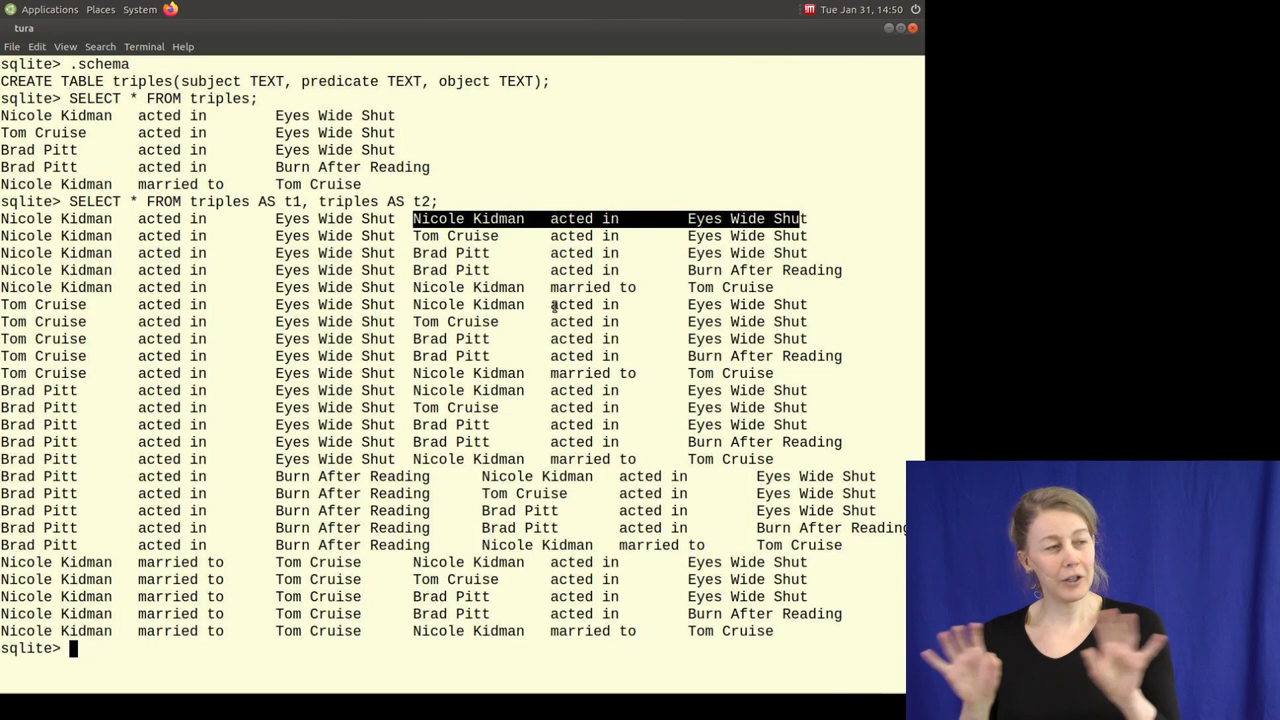 Applications Places System Tue Jan 31, 14:50
tura
File Edit View Search Terminal Help
sqlite> .schema
CREATE TABLE triples(subject TEXT, predicate TEXT, object TEXT);
sqlite> SELECT * FROM triples;
Nicole Kidman acted in Eyes Wide Shut
Tom Cruise acted in Eyes Wide Shut
Brad Pitt acted in Eyes Wide Shut
Brad Pitt acted in Burn After Reading
Nicole Kidman married to Tom Cruise
sqlite> SELECT * FROM triples AS t1, triples AS t2;
Nicole Kidman acted in Eyes Wide Shut Nicole Kidman acted in Eyes Wide Shut
Nicole Kidman acted in Eyes Wide Shut Tom Cruise acted in Eyes Wide Shut
Nicole Kidman acted in Eyes Wide Shut Brad Pitt acted in Eyes Wide Shut
Nicole Kidman acted in Eyes Wide Shut Brad Pitt acted in Burn After Reading
Nicole Kidman acted in Eyes Wide Shut Nicole Kidman married to Tom Cruise
Tom Cruise acted in Eyes Wide Shut Nicole Kidman acted in Eyes Wide Shut
Tom Cruise acted in Eyes Wide Shut Tom Cruise acted in Eyes Wide Shut
Tom Cruise acted in Eyes Wide Shut Brad Pitt acted in Eyes Wide Shut
Tom Cruise acted in Eyes Wide Shut Brad Pitt acted in Burn After Reading
Tom Cruise acted in Eyes Wide Shut Nicole Kidman married to Tom Cruise
Brad Pitt acted in Eyes Wide Shut Nicole Kidman acted in Eyes Wide Shut
Brad Pitt acted in Eyes Wide Shut Tom Cruise acted in Eyes Wide Shut
Brad Pitt acted in Eyes Wide Shut Brad Pitt acted in Eyes Wide Shut
Brad Pitt acted in Eyes Wide Shut Brad Pitt acted in Burn After Reading
Brad Pitt acted in Eyes Wide Shut Nicole Kidman married to Tom Cruise
Brad Pitt acted in Burn After Reading Nicole Kidman acted in Eyes Wide Shut
Brad Pitt acted in Burn After Reading Tom Cruise acted in Eyes Wide Shut
Brad Pitt acted in Burn After Reading Brad Pitt acted in Eyes Wide Shut
Brad Pitt acted in Burn After Reading Brad Pitt acted in Burn After Reading
Brad Pitt acted in Burn After Reading Nicole Kidman married to Tom Cruise
Nicole Kidman married to Tom Cruise Nicole Kidman acted in Eyes Wide Shut
Nicole Kidman married to Tom Cruise Tom Cruise acted in Eyes Wide Shut
Nicole Kidman married to Tom Cruise Brad Pitt acted in Eyes Wide Shut
Nicole Kidman married to Tom Cruise Brad Pitt acted in Burn After Reading
Nicole Kidman married to Tom Cruise Nicole Kidman married to Tom Cruise
sqlite>